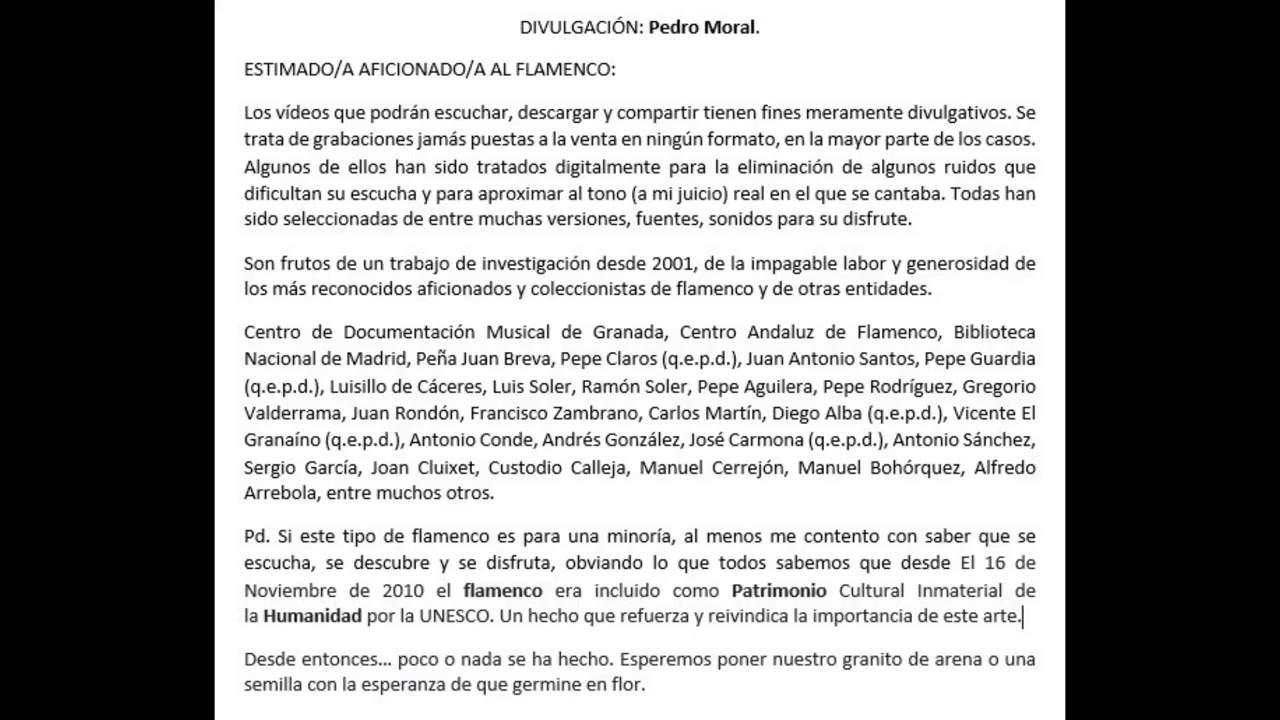 DIVULGACIÓN: Pedro Moral.
ESTIMADO/A AFICIONADO/A AL FLAMENCO:
Los vídeos que podrán escuchar, descargar y compartir tienen fines meramente divulgativos. Se
trata de grabaciones jamás puestas a la venta en ningún formato, en la mayor parte de los casos.
Algunos de ellos han sido tratados digitalmente para la eliminación de algunos ruidos que
dificultan su escucha y para aproximar al tono (a mi juicio) real en el que se cantaba. Todas han
sido seleccionadas de entre muchas versiones, fuentes, sonidos para su disfrute.
Son frutos de un trabajo de investigación desde 2001, de la impagable labor y generosidad de
los más reconocidos aficionados y coleccionistas de flamenco y de otras entidades.
Centro de Documentación Musical de Granada, Centro Andaluz de Flamenco, Biblioteca
Nacional de Madrid, Peña Juan Breva, Pepe Claros (q.e.p.d.), Juan Antonio Santos, Pepe Guardia
(q.e.p.d.), Luisillo de Cáceres, Luis Soler, Ramón Soler, Pepe Aguilera, Pepe Rodríguez, Gregorio
Valderrama, Juan Rondón, Francisco Zambrano, Carlos Martín, Diego Alba (q.e.p.d.), Vicente El
Granaíno (q.e.p.d.), Antonio Conde, Andrés González, José Carmona (q.e.p.d.), Antonio Sánchez,
Sergio García, Joan Cluixet, Custodio Calleja, Manuel Cerrejón, Manuel Bohórquez, Alfredo
Arrebola, entre muchos otros.
Pd. Si este tipo de flamenco es para una minoría, al menos me contento con saber que se
escucha, se descubre y se disfruta, obviando lo que todos sabemos que desde El 16 de
Noviembre de 2010 el flamenco era incluido como Patrimonio Cultural Inmaterial de
la Humanidad por la UNESCO. Un hecho que refuerza y reivindica la importancia de este arte.
Desde entonces... poco o nada se ha hecho. Esperemos poner nuestro granito de arena o una
semilla con la esperanza de que germine en flor.